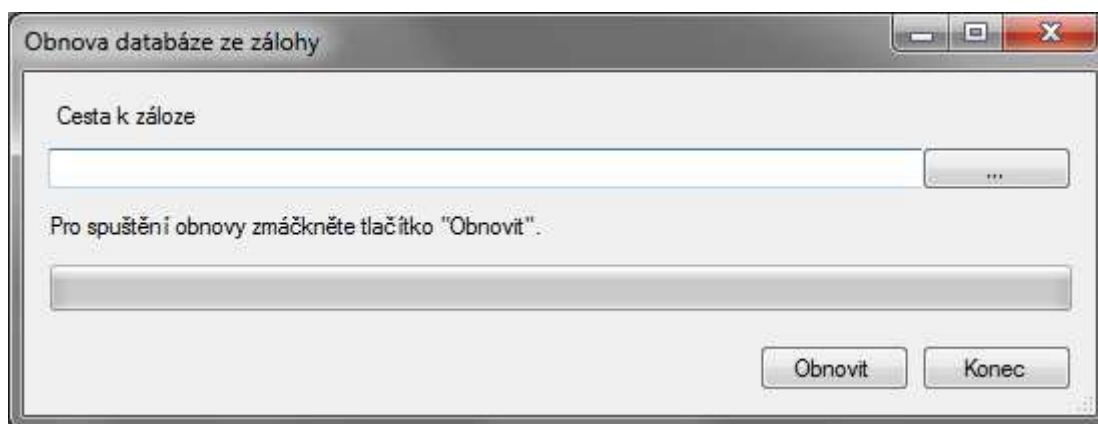 Obnova databáze ze zálohy
Cesta k záloze
...
Pro spuštění obnovy zmáčkněte tlačítko "Obnovit".
Obnovit Konec